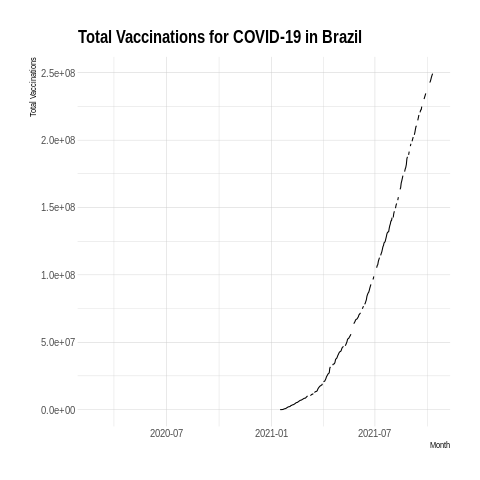 Total Vaccinations for COVID-19 in Brazil
Total Vaccinations
2.5e+08
2.0e+08
1.5e+08
1.0e+08
5.0e+07
0.0e+00
2020-07
2021-01
2021-07
Month